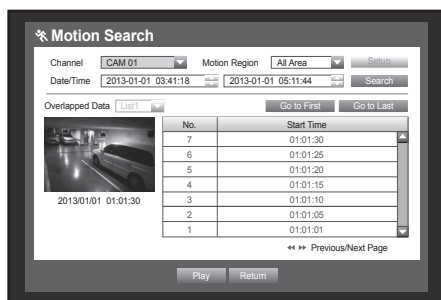 Motion Search
Channel CAM 01 Motion Region All Area Setup
Date/Time 2013-01-01 03:41:18 2013-01-01 05:11:44 Search
Overlapped Data List1 Go to First Go to Last
No. Start Time
7 01:01:30
6 01:01:25
5 01:01:20
4 01:01:15
3 01:01:10
2 01:01:05
1 01:01:01
2013/01/01 01:01:30
Previous/Next Page
Play Return